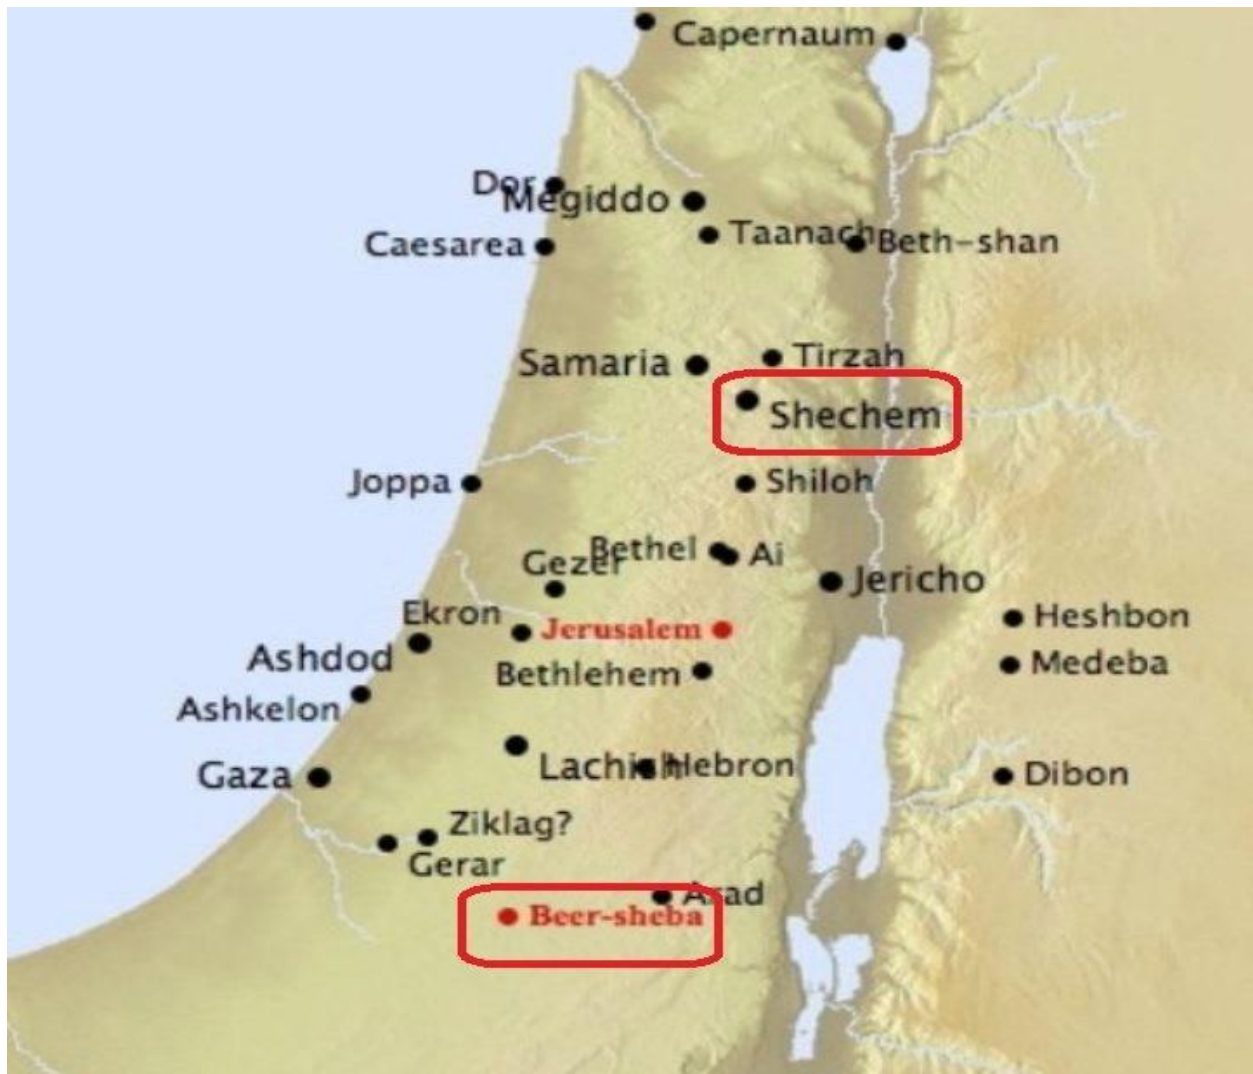 Capernaum
Dor
Megiddo
Taanach
Beth-shan
Caesarea
Samaria
Tirzah
Shechem
Joppa
Shiloh
Bethel
Ai
Gezer
Jericho
Ekron
Jerusalem
Heshbon
Ashdod
Bethlehem
Medeba
Ashkelon
Lachish
Hebron
Gaza
Dibon
Ziklag?
Gerar
Arad
Beer-sheba